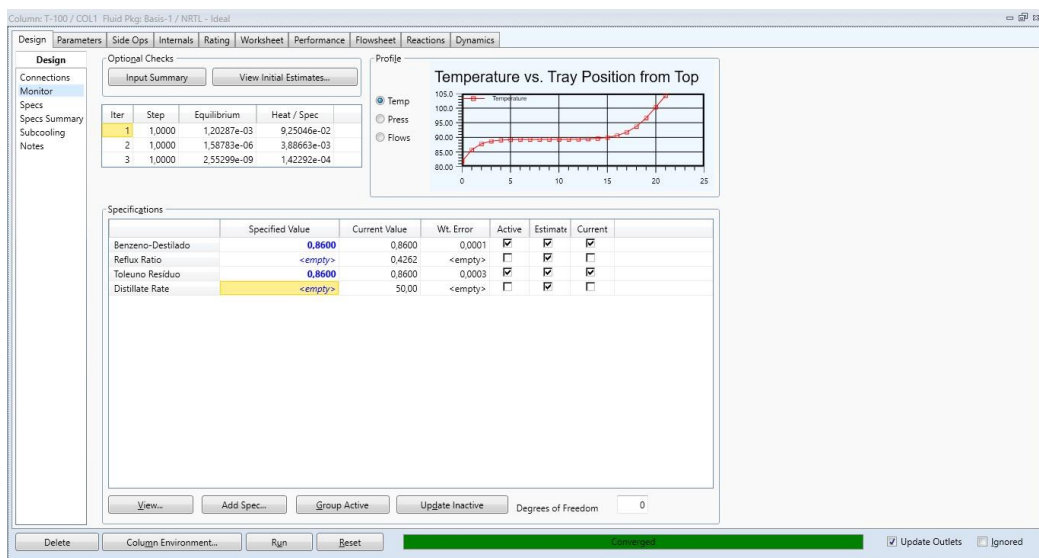 Column: T-100 / COL1 Fluid Pkg: Basis-1 / NRTL - Ideal
Design Parameters Side Ops Internals Rating Worksheet Performance Flowsheet Reactions Dynamics
Design
Connections
Monitor
Specs
Specs Summary
Subcooling
Notes
Optional Checks
Input Summary View Initial Estimates...
Iter Step Equilibrium Heat / Spec
1 1,0000 1,20287e-03 9,25046e-02
2 1,0000 1,58783e-06 3,88663e-03
3 1,0000 2,55299e-09 1,42292e-04
Profile
Temp
Press
Flows
Temperature vs. Tray Position from Top
Temperature
105.0
100.0
95.00
90.00
85.00
80.00
0 5 10 15 20 25
Specifications
Specified Value Current Value Wt. Error Active Estimate Current
Benzeno-Destilado 0,8600 0,8600 0,0001
Reflux Ratio <empty> 0,4262 <empty>
Tolueno Resíduo 0,8600 0,8600 0,0003
Distillate Rate <empty> 50,00 <empty>
View... Add Spec... Group Active Update Inactive Degrees of Freedom 0
Delete Column Environment... Run Reset Converged Update Outlets Ignored